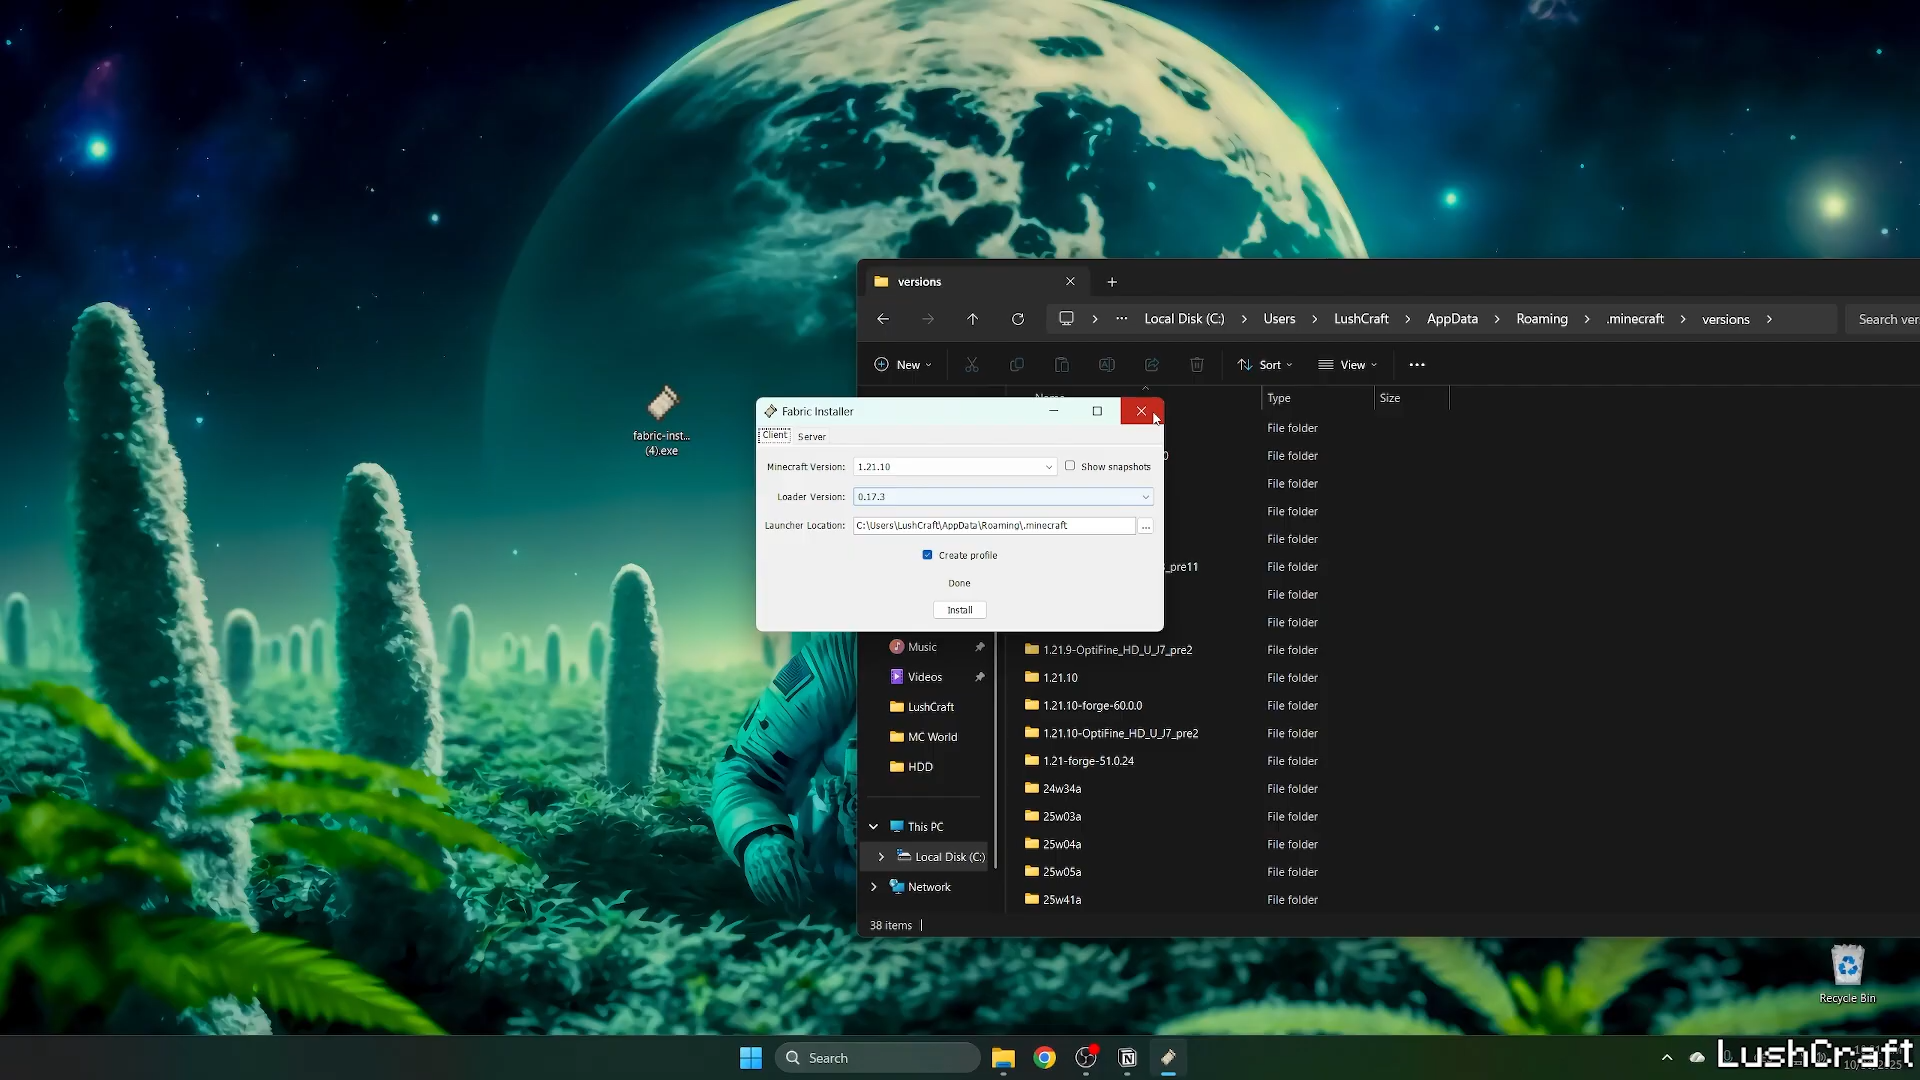 versions
Local Disk (C:)
Users
LushCraft
AppData
Roaming
.minecraft
versions
Search ver
New
Sort
View
Type
Size
fabric-inst...
(4).exe
Fabric Installer
Client
Server
Minecraft Version:
1.21.10
Show snapshots
Loader Version:
0.17.3
Launcher Location:
C:\Users\LushCraft\AppData\Roaming\.minecraft
...
Create profile
Done
Install
File folder
File folder
File folder
File folder
File folder
_pre11
File folder
File folder
File folder
Music
1.21.9-OptiFine_HD_U_J7_pre2
File folder
Videos
1.21.10
File folder
LushCraft
1.21.10-forge-60.0.0
File folder
MC World
1.21.10-OptiFine_HD_U_J7_pre2
File folder
HDD
1.21-forge-51.0.24
File folder
24w34a
File folder
This PC
25w03a
File folder
Local Disk (C:)
25w04a
File folder
Network
25w05a
File folder
25w41a
File folder
38 items
Recycle Bin
Search
LushCraft